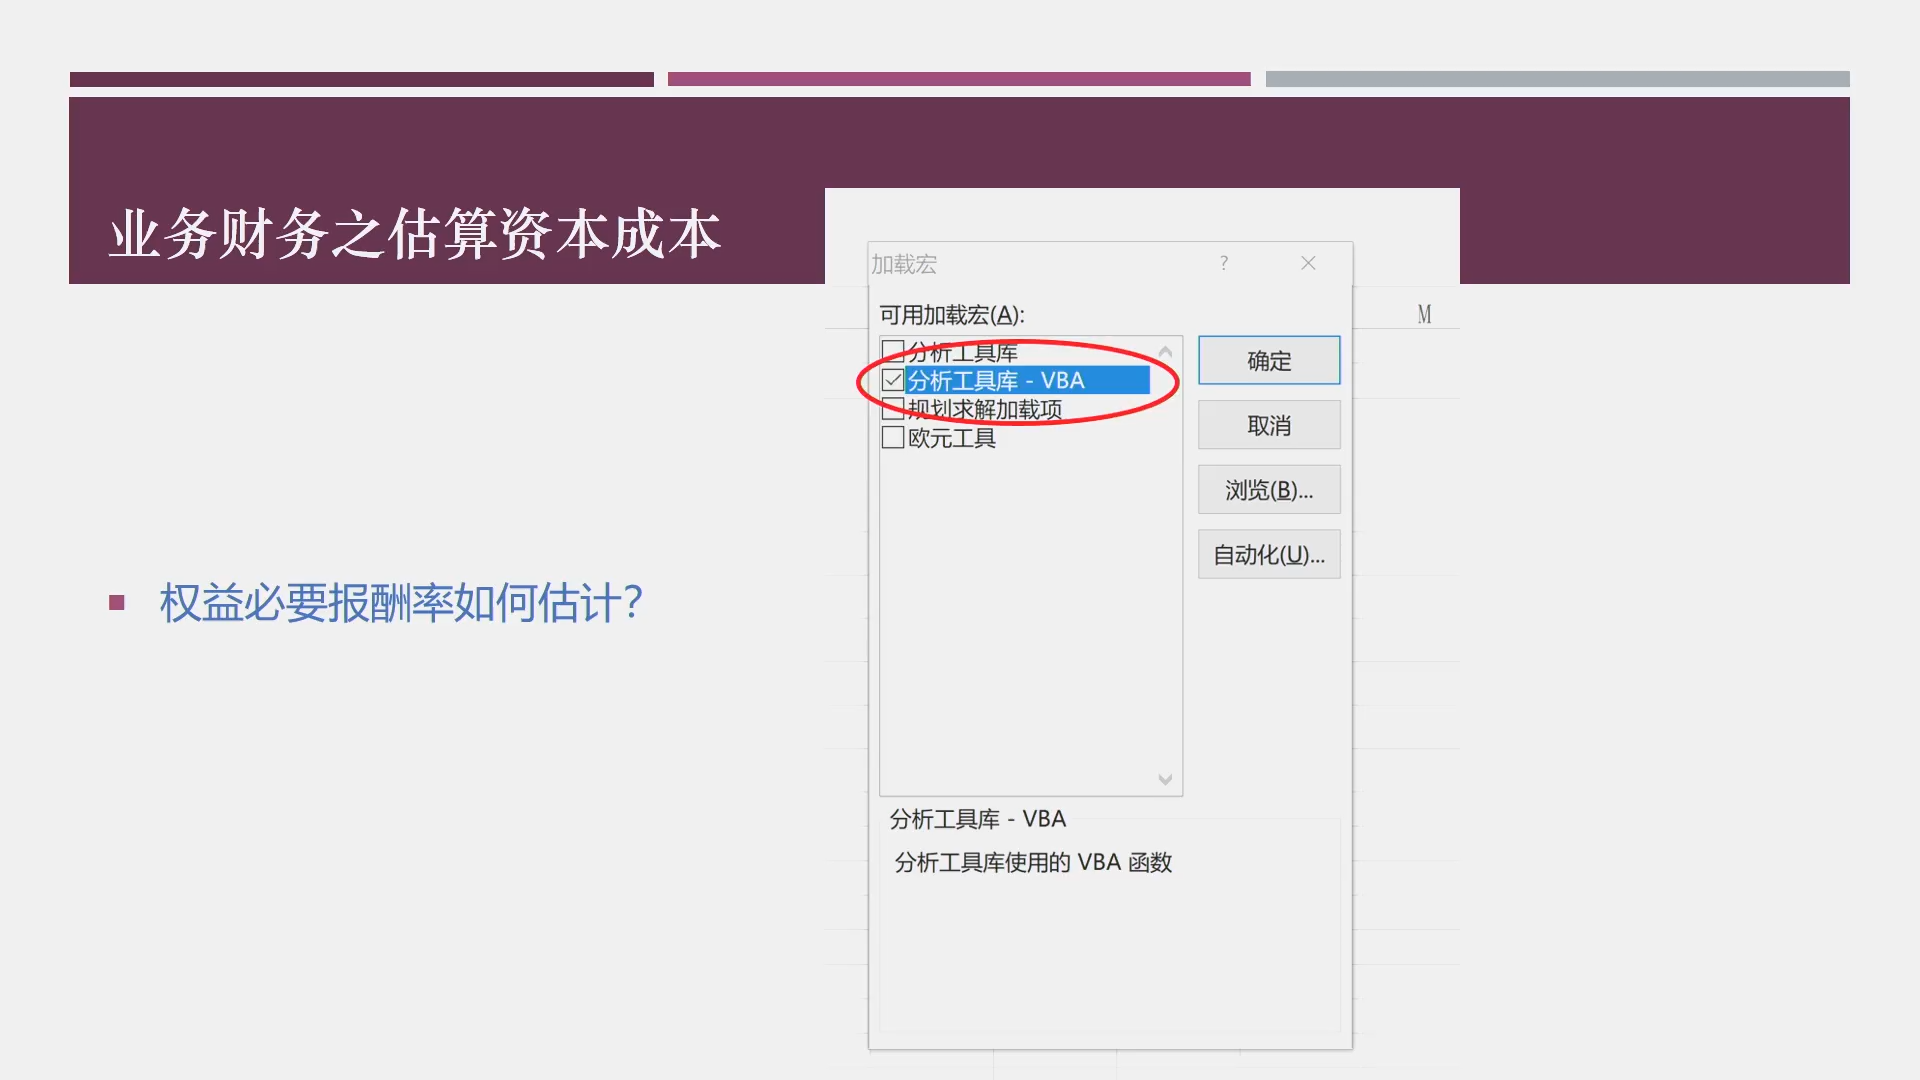 业务财务之估算资本成本
权益必要报酬率如何估计?
加载宏
?
可用加载宏(A):
M
分析工具库
分析工具库 - VBA
规划求解加载项
欧元工具
确定
取消
浏览(B)...
自动化(U)...
分析工具库 - VBA
分析工具库使用的 VBA 函数